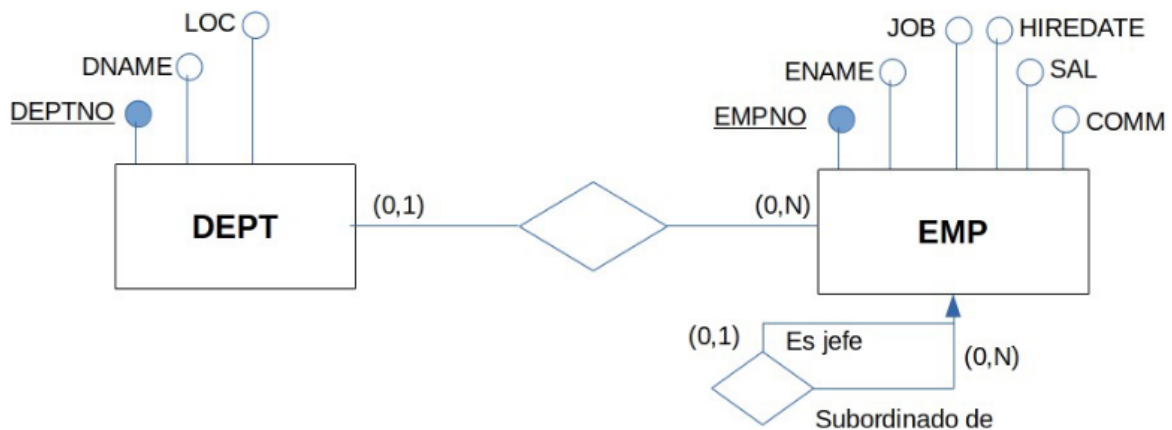 LOC
DNAME
DEPTNO
JOB
HIREDATE
ENAME
SAL
EMPNO
COMM
DEPT
(0,1)
(0,N)
EMP
(0,1)
Es jefe
(0,N)
Subordinado de